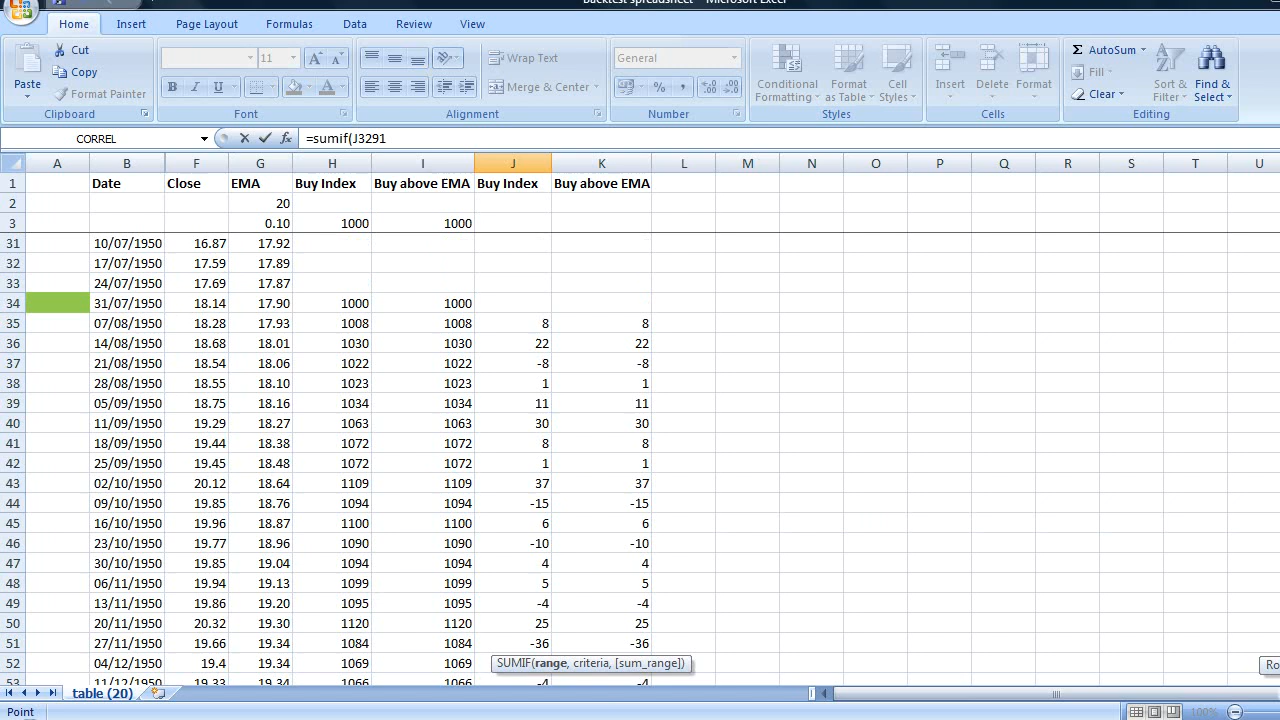 Backtest spreadsheet - Microsoft Excel
Home Insert Page Layout Formulas Data Review View
Cut
Copy
Paste
Format Painter
Clipboard
11
A A
B I U
A
Font
Wrap Text
Merge & Center
Alignment
General
% ,
Number
Conditional Formatting
Format as Table
Cell Styles
Styles
Insert Delete Format
Cells
Σ AutoSum
Fill
Clear
Sort & Filter
Find & Select
Editing
CORREL fx =sumif(J3291
A B F G H I J K L M N O P Q R S T U
1 Date Close EMA Buy Index Buy above EMA Buy Index Buy above EMA
2 20
3 0.10 1000 1000
31 10/07/1950 16.87 17.92
32 17/07/1950 17.59 17.89
33 24/07/1950 17.69 17.87
34 31/07/1950 18.14 17.90 1000 1000
35 07/08/1950 18.28 17.93 1008 1008 8 8
36 14/08/1950 18.68 18.01 1030 1030 22 22
37 21/08/1950 18.54 18.06 1022 1022 -8 -8
38 28/08/1950 18.55 18.10 1023 1023 1 1
39 05/09/1950 18.75 18.16 1034 1034 11 11
40 11/09/1950 19.29 18.27 1063 1063 30 30
41 18/09/1950 19.44 18.38 1072 1072 8 8
42 25/09/1950 19.45 18.48 1072 1072 1 1
43 02/10/1950 20.12 18.64 1109 1109 37 37
44 09/10/1950 19.85 18.76 1094 1094 -15 -15
45 16/10/1950 19.96 18.87 1100 1100 6 6
46 23/10/1950 19.77 18.96 1090 1090 -10 -10
47 30/10/1950 19.85 19.04 1094 1094 4 4
48 06/11/1950 19.94 19.13 1099 1099 5 5
49 13/11/1950 19.86 19.20 1095 1095 -4 -4
50 20/11/1950 20.32 19.30 1120 1120 25 25
51 27/11/1950 19.66 19.34 1084 1084 -36 -36
52 04/12/1950 19.4 19.34 1069 1069
SUMIF(range, criteria, [sum_range])
Ro
53 11/12/1950 19.33 19.34 1066 1066 -4 -4
table (20)
Point 100%